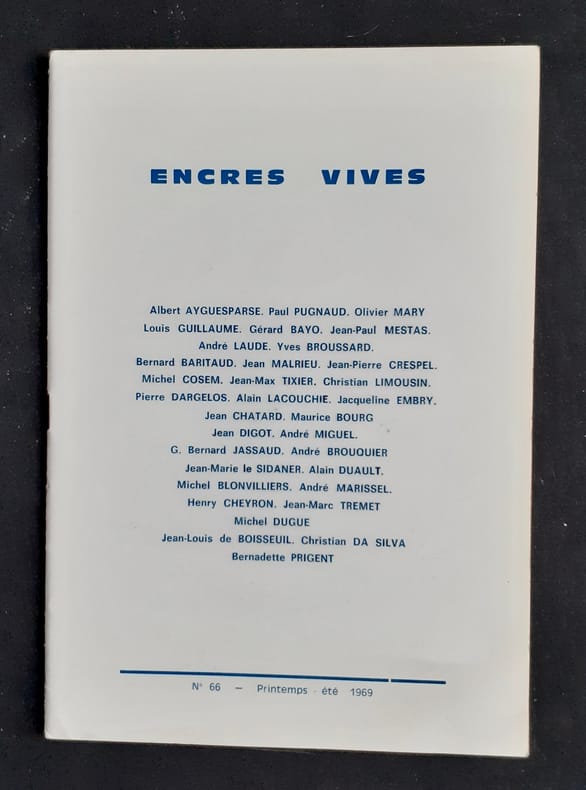 ENCRES VIVES
Albert AYGUESPARSE. Paul PUGNAUD. Olivier MARY
Louis GUILLAUME. Gérard BAYO. Jean-Paul MESTAS.
André LAUDE. Yves BROUSSARD.
Bernard BARITAUD. Jean MALRIEU. Jean-Pierre CRESPEL.
Michel COSEM. Jean-Max TIXIER. Christian LIMOUSIN.
Pierre DARGELOS. Alain LACOUCHIE. Jacqueline EMBRY.
Jean CHATARD. Maurice BOURG
Jean DIGOT. André MIGUEL.
G. Bernard JASSAUD. André BROUQUIER
Jean-Marie le SIDANER. Alain DUAULT.
Michel BLONVILLIERS. André MARISSEL.
Henry CHEYRON. Jean-Marc TREMET
Michel DUGUE
Jean-Louis de BOISSEUIL. Christian DA SILVA
Bernadette PRIGENT
N° 66 — Printemps - été 1969